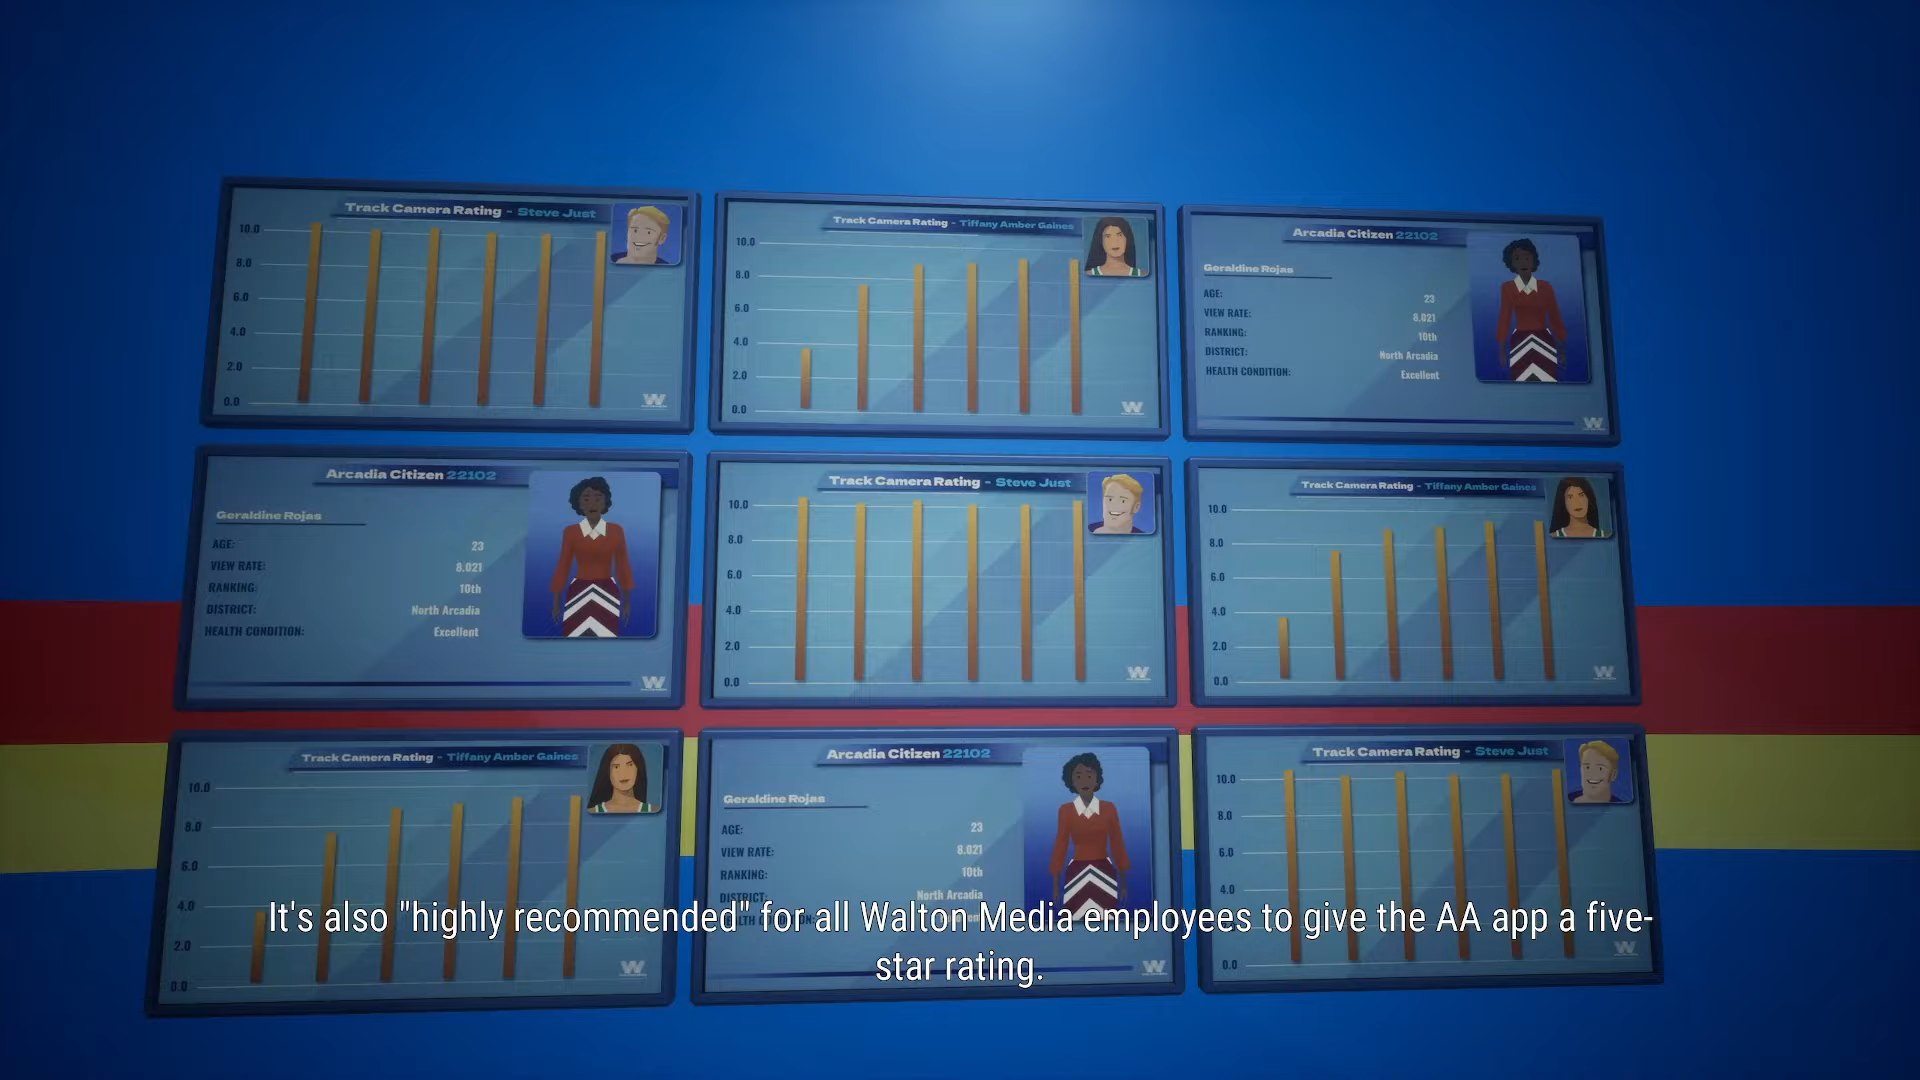 Track Camera Rating - Steve Just
10.0
8.0
6.0
4.0
2.0
0.0
W
Track Camera Rating - Tiffany Amber Gaines
10.0
8.0
6.0
4.0
2.0
0.0
W
Arcadia Citizen 22102
Geraldine Rojas
AGE: 23
VIEW RATE: 8.021
RANKING: 10th
DISTRICT: North Arcadia
HEALTH CONDITION: Excellent
W
Arcadia Citizen 22102
Geraldine Rojas
AGE: 23
VIEW RATE: 8.021
RANKING: 10th
DISTRICT: North Arcadia
HEALTH CONDITION: Excellent
W
Track Camera Rating - Steve Just
10.0
8.0
6.0
4.0
2.0
0.0
W
Track Camera Rating - Tiffany Amber Gaines
10.0
8.0
6.0
4.0
2.0
0.0
W
Track Camera Rating - Tiffany Amber Gaines
10.0
8.0
6.0
4.0
2.0
0.0
W
Arcadia Citizen 22102
Geraldine Rojas
AGE: 23
VIEW RATE: 8.021
RANKING: 10th
DISTRICT: North Arcadia
W
Track Camera Rating - Steve Just
10.0
8.0
6.0
4.0
0.0
W
It's also "highly recommended" for all Walton Media employees to give the AA app a five-
star rating.